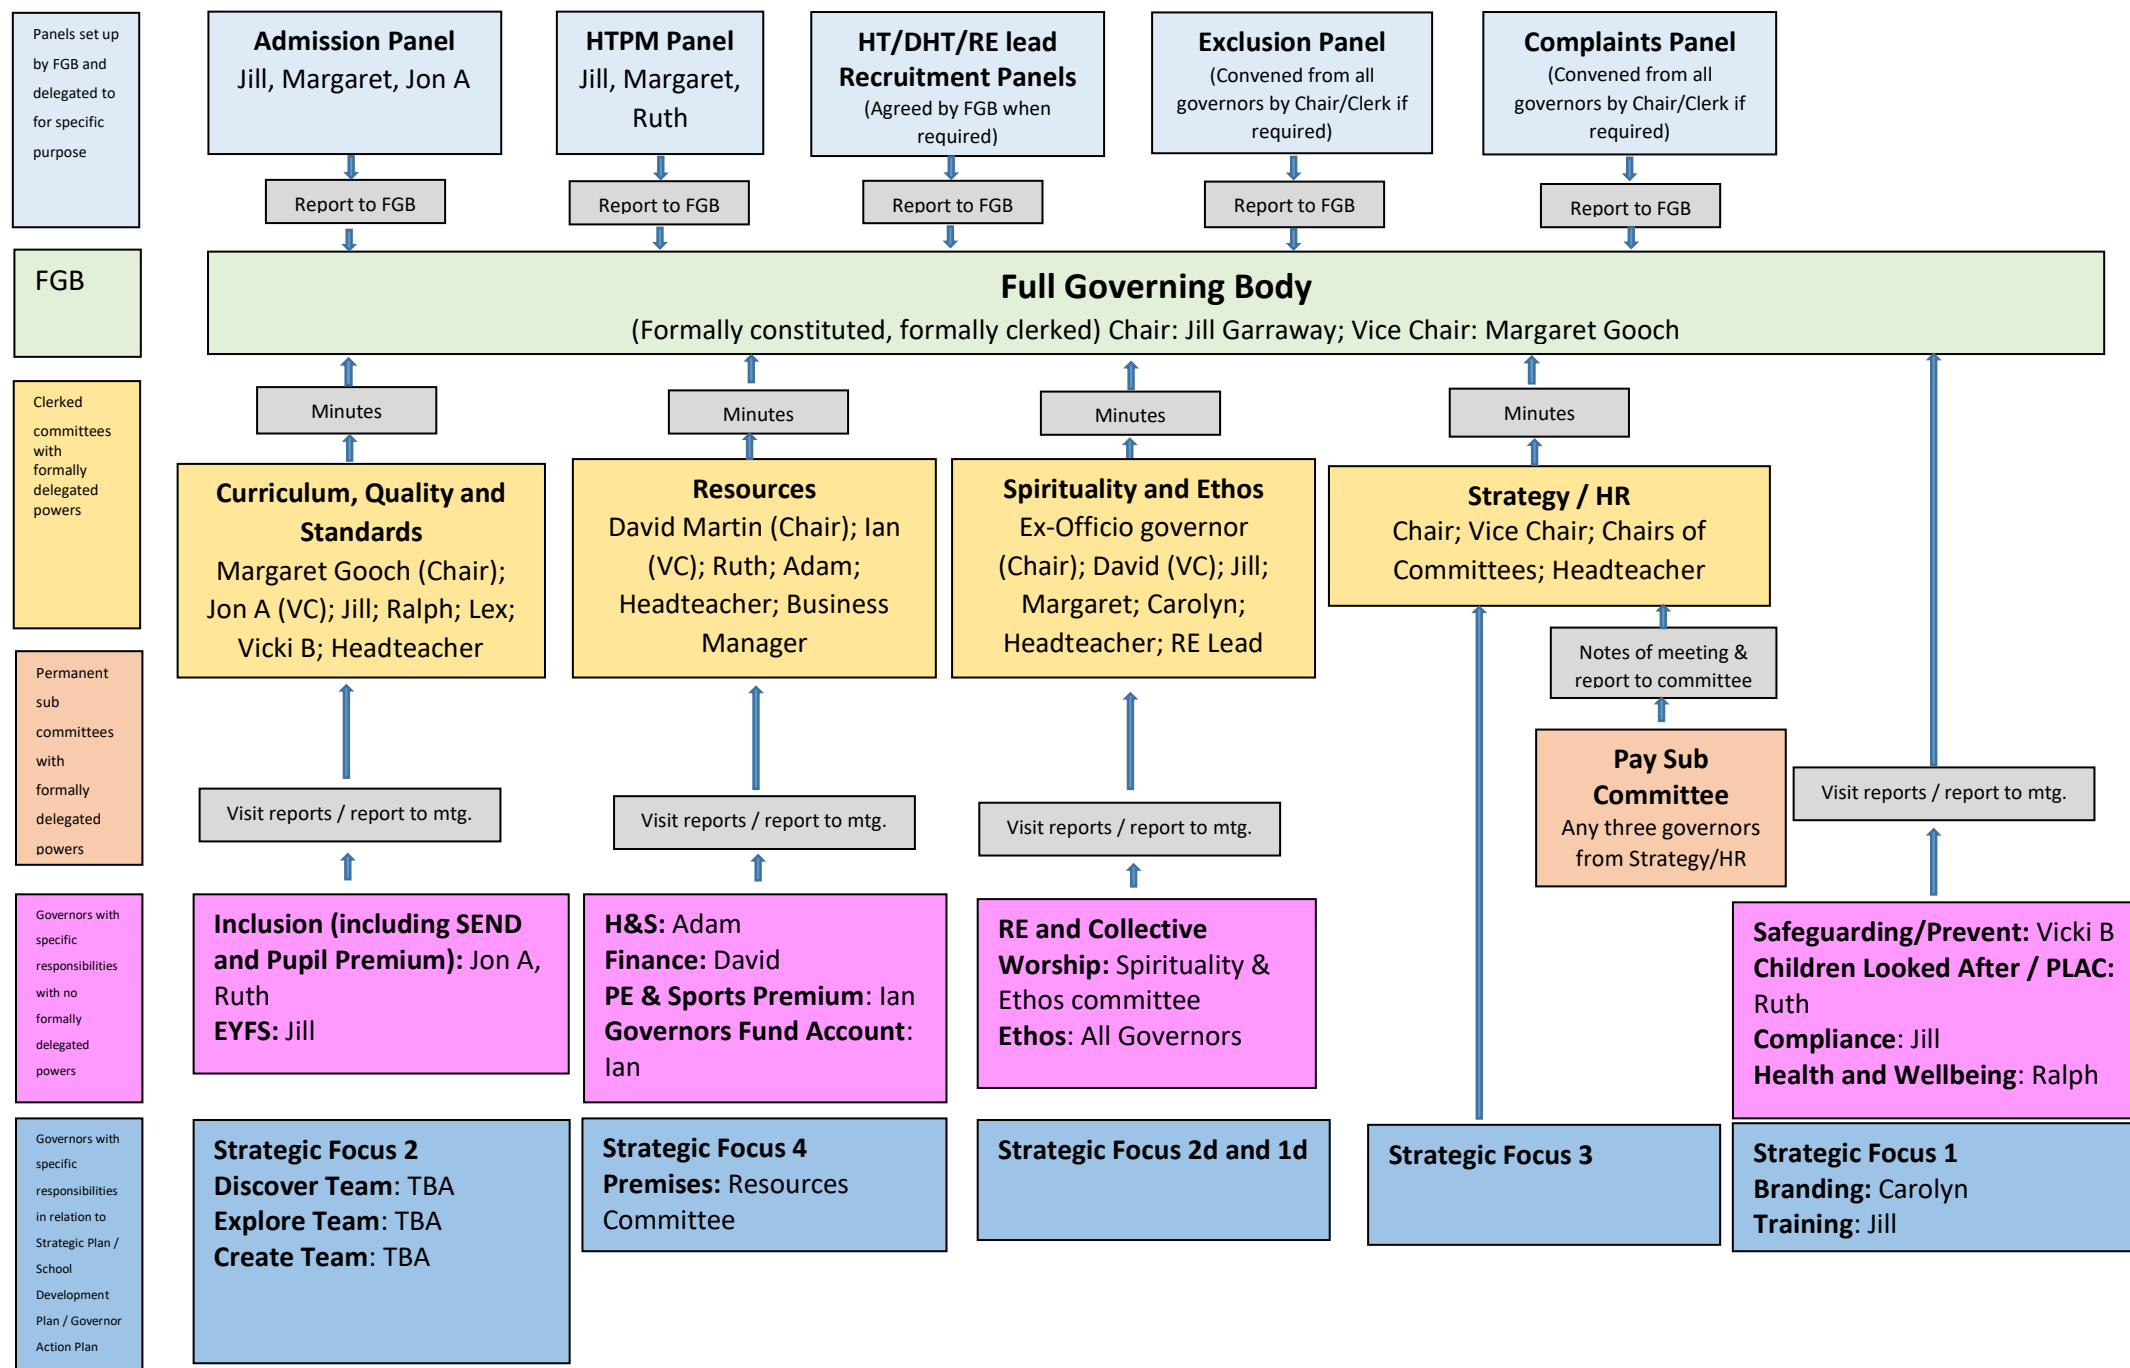 Panels set up
by FGB and
delegated to
for specific
purpose
Admission Panel
Jill, Margaret, Jon A
HTPM Panel
Jill, Margaret,
Ruth
HT/DHT/RE lead
Recruitment Panels
(Agreed by FGB when
required)
Exclusion Panel
(Convened from all
governors by Chair/Clerk if
required)
Complaints Panel
(Convened from all
governors by Chair/Clerk if
required)
Report to FGB
Report to FGB
Report to FGB
Report to FGB
Report to FGB
FGB
Full Governing Body
(Formally constituted, formally clerked) Chair: Jill Garraway; Vice Chair: Margaret Gooch
Clerked
committees
with
formally
delegated
powers
Minutes
Minutes
Minutes
Minutes
Curriculum, Quality and
Standards
Margaret Gooch (Chair);
Jon A (VC); Jill; Ralph; Lex;
Vicki B; Headteacher
Resources
David Martin (Chair); Ian
(VC); Ruth; Adam;
Headteacher; Business
Manager
Spirituality and Ethos
Ex-Officio governor
(Chair); David (VC); Jill;
Margaret; Carolyn;
Headteacher; RE Lead
Strategy / HR
Chair; Vice Chair; Chairs of
Committees; Headteacher
Permanent
sub
committees
with
formally
delegated
powers
Notes of meeting &
report to committee
Pay Sub
Committee
Any three governors
from Strategy/HR
Visit reports / report to mtg.
Visit reports / report to mtg.
Visit reports / report to mtg.
Visit reports / report to mtg.
Governors with
specific
responsibilities
with no
formally
delegated
powers
Inclusion (including SEND
and Pupil Premium): Jon A,
Ruth
EYFS: Jill
H&S: Adam
Finance: David
PE & Sports Premium: Ian
Governors Fund Account:
Ian
RE and Collective
Worship: Spirituality &
Ethos committee
Ethos: All Governors
Safeguarding/Prevent: Vicki B
Children Looked After / PLAC:
Ruth
Compliance: Jill
Health and Wellbeing: Ralph
Governors with
specific
responsibilities
in relation to
Strategic Plan /
School
Development
Plan / Governor
Action Plan
Strategic Focus 2
Discover Team: TBA
Explore Team: TBA
Create Team: TBA
Strategic Focus 4
Premises: Resources
Committee
Strategic Focus 2d and 1d
Strategic Focus 3
Strategic Focus 1
Branding: Carolyn
Training: Jill